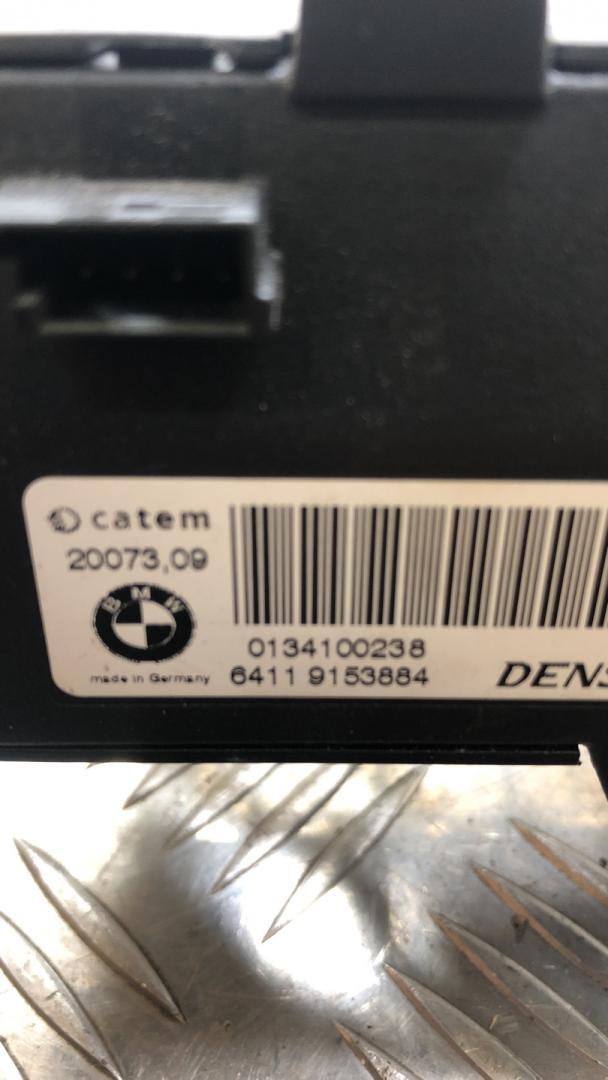 catem
20073,09
BMW
made in Germany
0134100238
6411 9153884
DENS